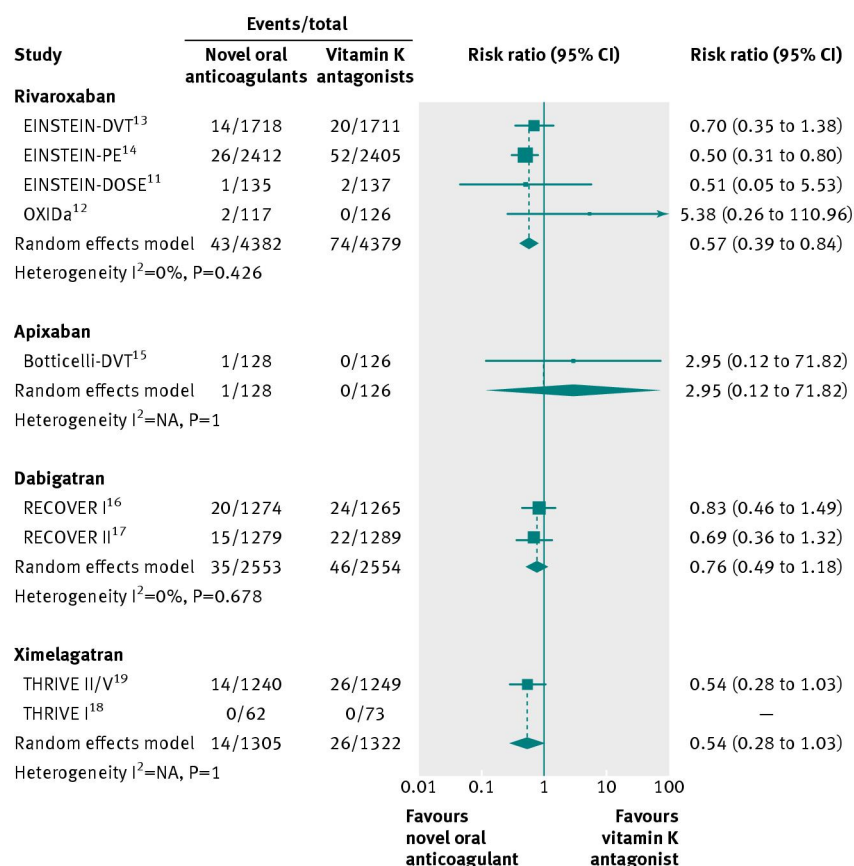 Events/total
Study Novel oral anticoagulants Vitamin K antagonists Risk ratio (95% CI) Risk ratio (95% CI)
Rivaroxaban
EINSTEIN-DVT¹³ 14/1718 20/1711 0.70 (0.35 to 1.38)
EINSTEIN-PE¹⁴ 26/2412 52/2405 0.50 (0.31 to 0.80)
EINSTEIN-DOSE¹¹ 1/135 2/137 0.51 (0.05 to 5.53)
OXIDa¹² 2/117 0/126 5.38 (0.26 to 110.96)
Random effects model 43/4382 74/4379 0.57 (0.39 to 0.84)
Heterogeneity I²=0%, P=0.426
Apixaban
Botticelli-DVT¹⁵ 1/128 0/126 2.95 (0.12 to 71.82)
Random effects model 1/128 0/126 2.95 (0.12 to 71.82)
Heterogeneity I²=NA, P=1
Dabigatran
RECOVER I¹⁶ 20/1274 24/1265 0.83 (0.46 to 1.49)
RECOVER II¹⁷ 15/1279 22/1289 0.69 (0.36 to 1.32)
Random effects model 35/2553 46/2554 0.76 (0.49 to 1.18)
Heterogeneity I²=0%, P=0.678
Ximelagatran
THRIVE II/V¹⁹ 14/1240 26/1249 0.54 (0.28 to 1.03)
THRIVE I¹⁸ 0/62 0/73 —
Random effects model 14/1305 26/1322 0.54 (0.28 to 1.03)
Heterogeneity I²=NA, P=1
0.01 0.1 1 10 100
Favours novel oral anticoagulant Favours vitamin K antagonist